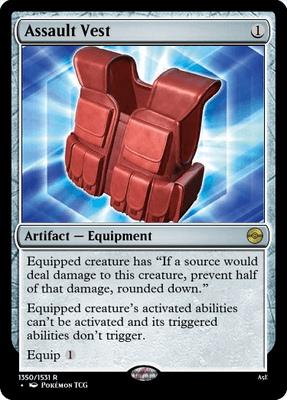 Assault Vest 1
Artifact — Equipment
Equipped creature has “If a source would
deal damage to this creature, prevent half
of that damage, rounded down.”
Equipped creature’s activated abilities
can’t be activated and its triggered
abilities don’t trigger.
Equip 1
1350/1531 R
• Pokémon TCG